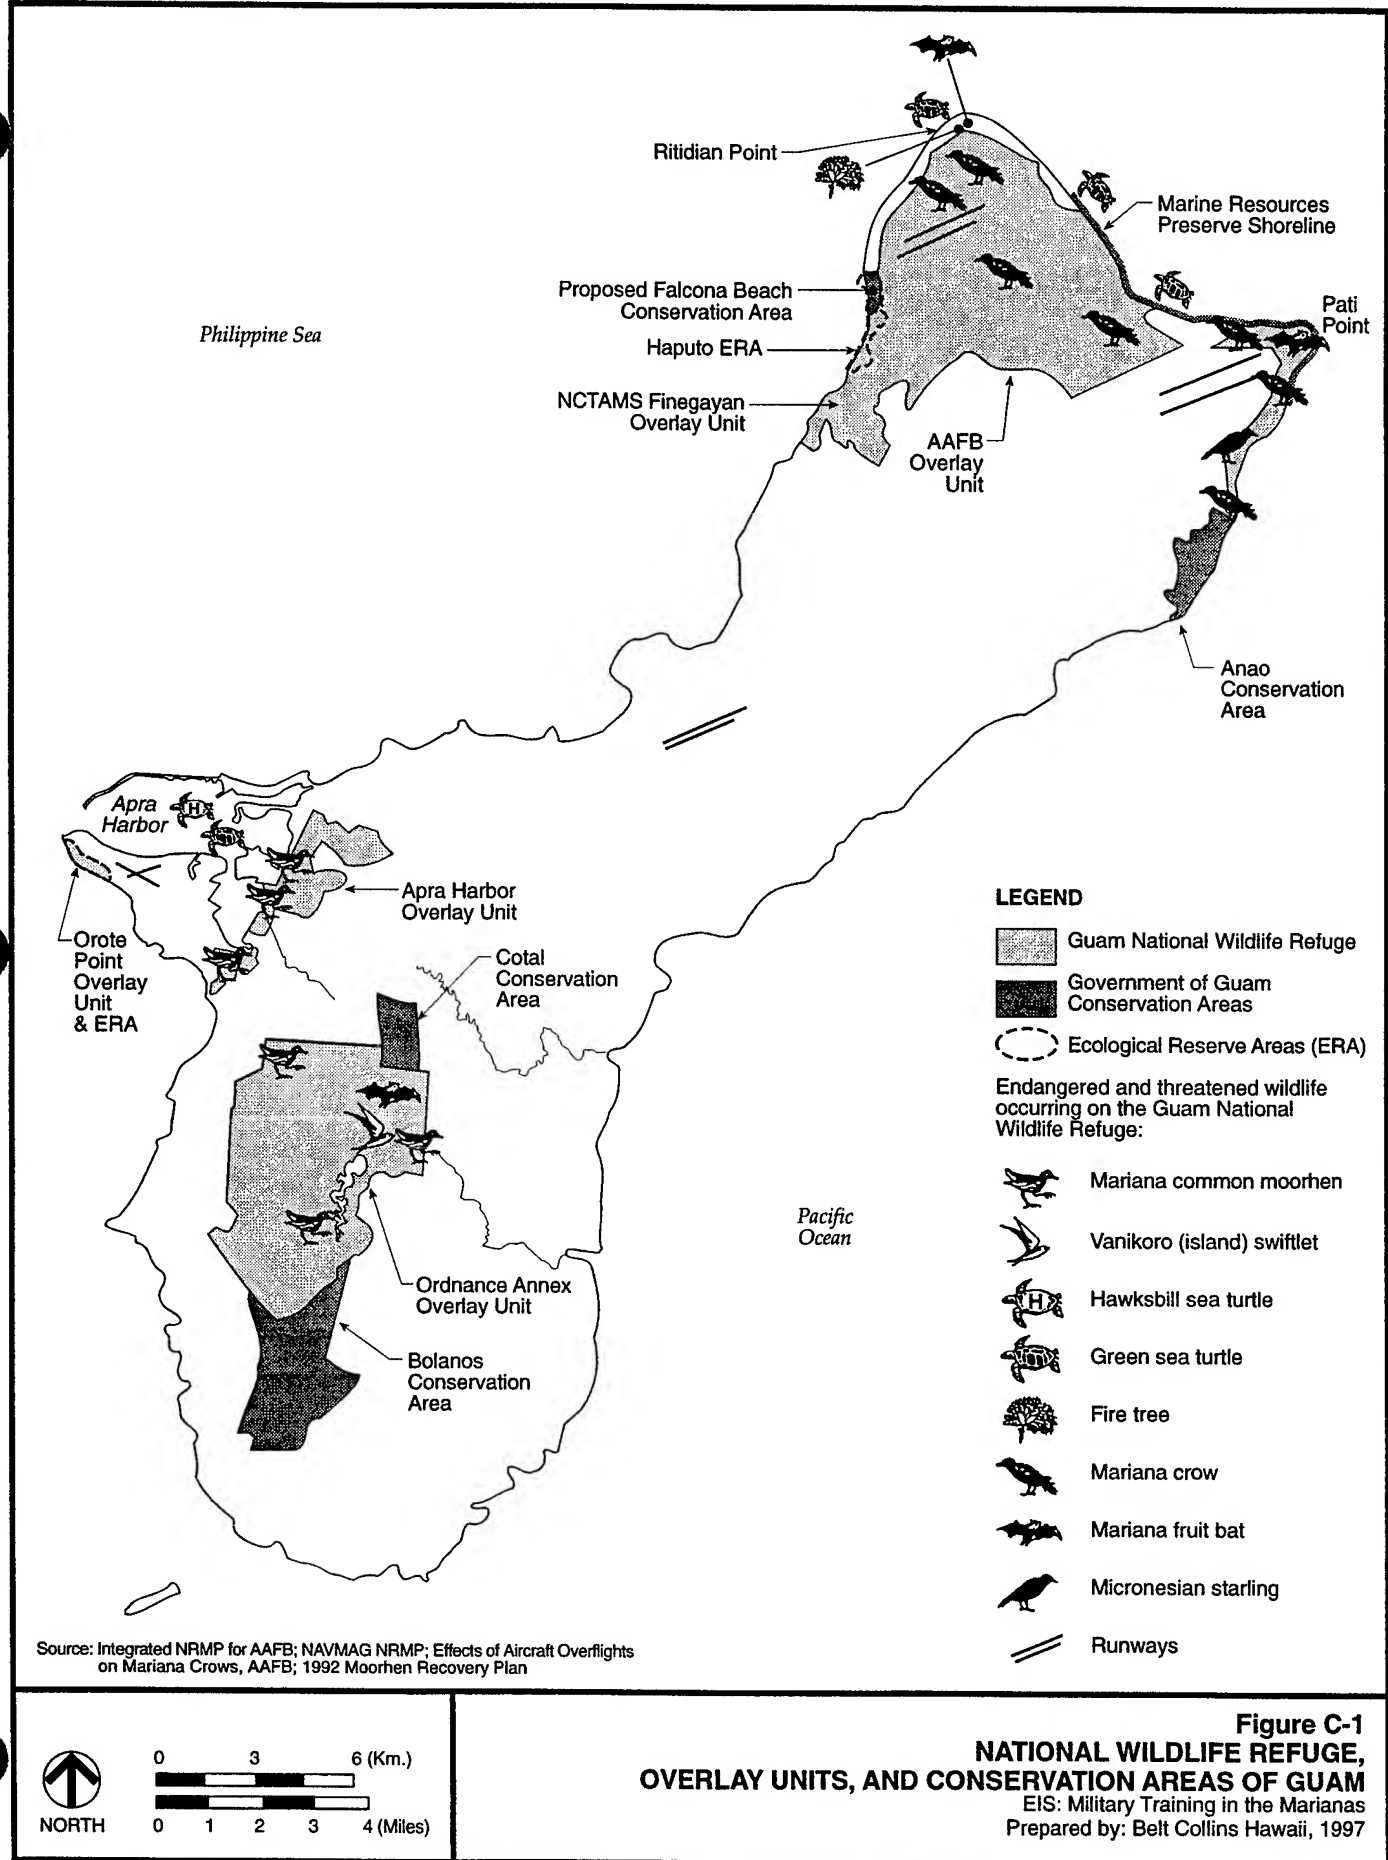 Ritidian Point
Marine Resources
Preserve Shoreline
Proposed Falcona Beach
Conservation Area
Pati
Point
Philippine Sea
Haputo ERA
NCTAMS Finegayan
Overlay Unit
AAFB
Overlay
Unit
Anao
Conservation
Area
Apra
Harbor
H
Apra Harbor
Overlay Unit
Orote
Point
Overlay
Unit
& ERA
Cotal
Conservation
Area
Pacific
Ocean
Ordnance Annex
Overlay Unit
Bolanos
Conservation
Area
LEGEND
Guam National Wildlife Refuge
Government of Guam
Conservation Areas
Ecological Reserve Areas (ERA)
Endangered and threatened wildlife
occurring on the Guam National
Wildlife Refuge:
Mariana common moorhen
Vanikoro (island) swiftlet
H
Hawksbill sea turtle
Green sea turtle
Fire tree
Mariana crow
Mariana fruit bat
Micronesian starling
Runways
Source: Integrated NRMP for AAFB; NAVMAG NRMP; Effects of Aircraft Overflights
on Mariana Crows, AAFB; 1992 Moorhen Recovery Plan
NORTH
0 3 6 (Km.)
0 1 2 3 4 (Miles)
Figure C-1
NATIONAL WILDLIFE REFUGE,
OVERLAY UNITS, AND CONSERVATION AREAS OF GUAM
EIS: Military Training in the Marianas
Prepared by: Belt Collins Hawaii, 1997